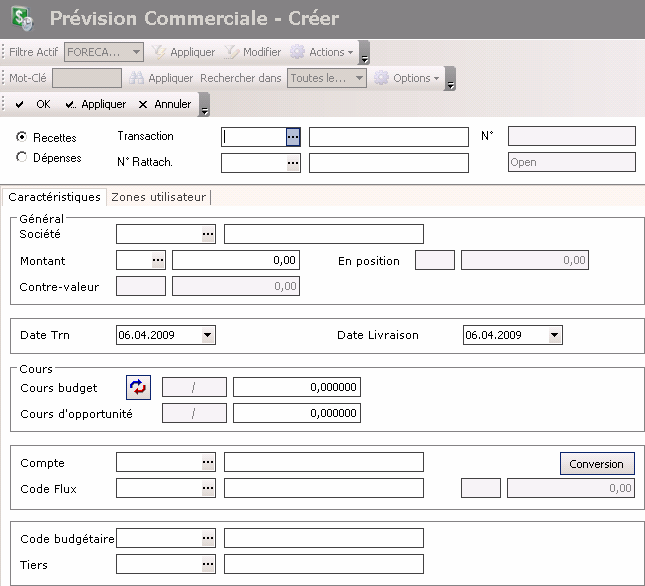 Prévision Commerciale - Créer
Filtre Actif FORECA... Appliquer Modifier Actions
Mot-Clé Appliquer Rechercher dans Toutes le... Options
OK Appliquer Annuler
Recettes Transaction ... N°
Dépenses N° Rattach. ... Open
Caractéristiques Zones utilisateur
Général
Société ...
Montant ... 0,00 En position 0,00
Contre-valeur 0,00
Date Trn 06.04.2009 Date Livraison 06.04.2009
Cours
Cours budget / 0,000000
Cours d'opportunité / 0,000000
Compte ... Conversion
Code Flux ... 0,00
Code budgétaire ...
Tiers ...